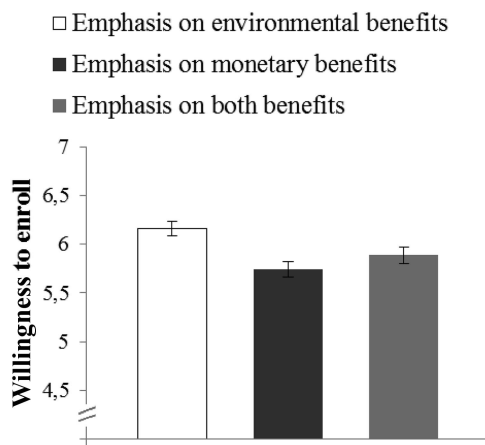 Emphasis on environmental benefits
Emphasis on monetary benefits
Emphasis on both benefits
Willingness to enroll
7
6,5
6
5,5
5
4,5